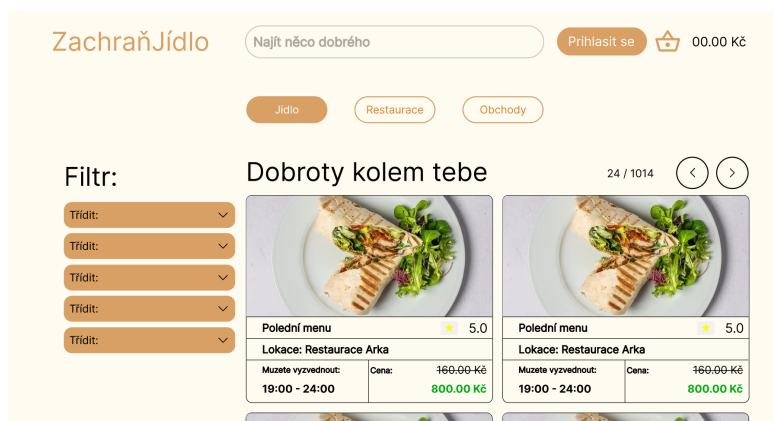 ZachraňJídlo
Najít něco dobrého
Prihlasit se
00.00 Kč
Jídlo
Restaurace
Obchody
Filtr:
Třídit:
Třídit:
Třídit:
Třídit:
Třídit:
Dobroty kolem tebe
24 / 1014
Polední menu
5.0
Lokace: Restaurace Arka
Muzete vyzvednout:
19:00 - 24:00
Cena:
160.00 Kč
800.00 Kč
Polední menu
5.0
Lokace: Restaurace Arka
Muzete vyzvednout:
19:00 - 24:00
Cena:
160.00 Kč
800.00 Kč